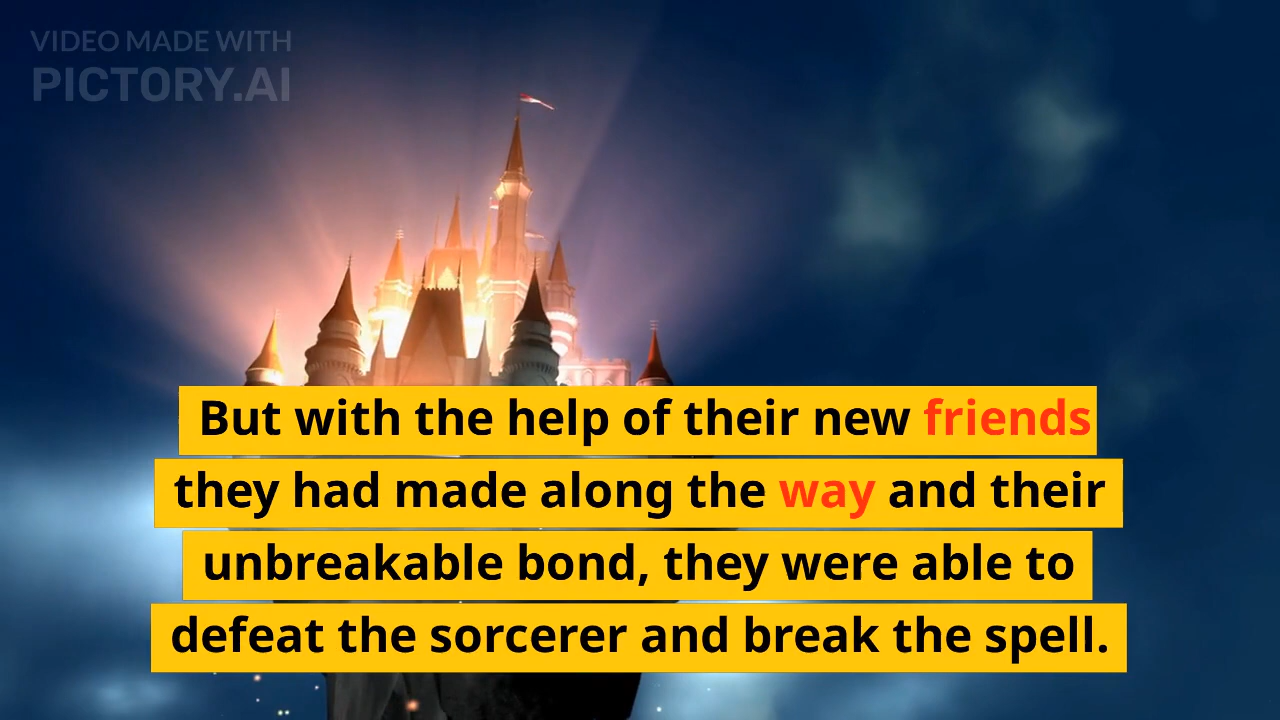 VIDEO MADE WITH
PICTORY.AI
But with the help of their new friends
they had made along the way and their
unbreakable bond, they were able to
defeat the sorcerer and break the spell.